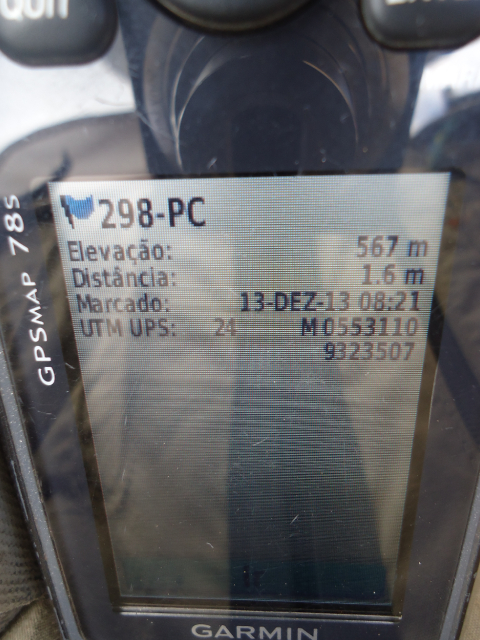 QUIT
298-PC
Elevação: 567 m
Distância: 1.6 m
Marcado: 13-DEZ-13 08:21
UTM UPS: 24 M 0553110
9323507
GPSMAP 78S
GARMIN